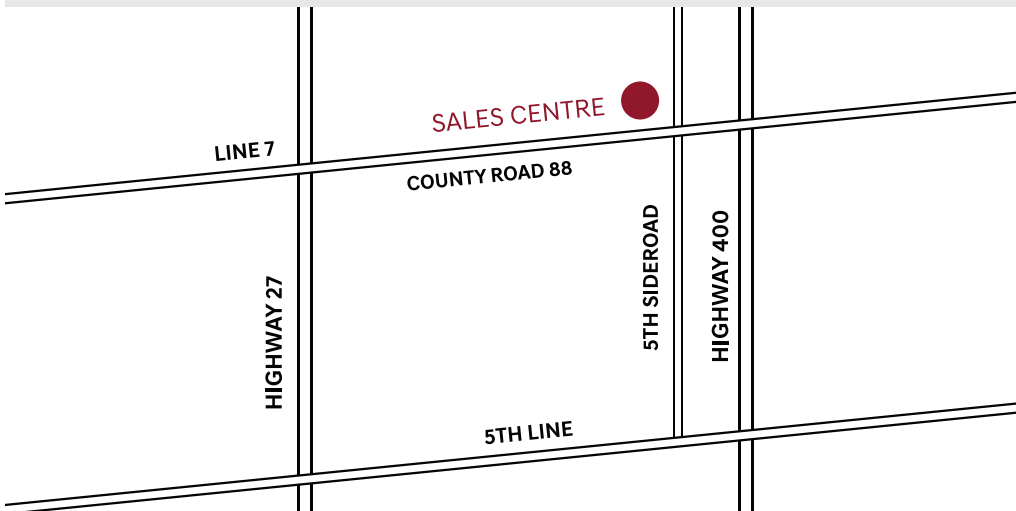 SALES CENTRE
LINE 7
COUNTY ROAD 88
5TH SIDEROAD
HIGHWAY 400
HIGHWAY 27
5TH LINE